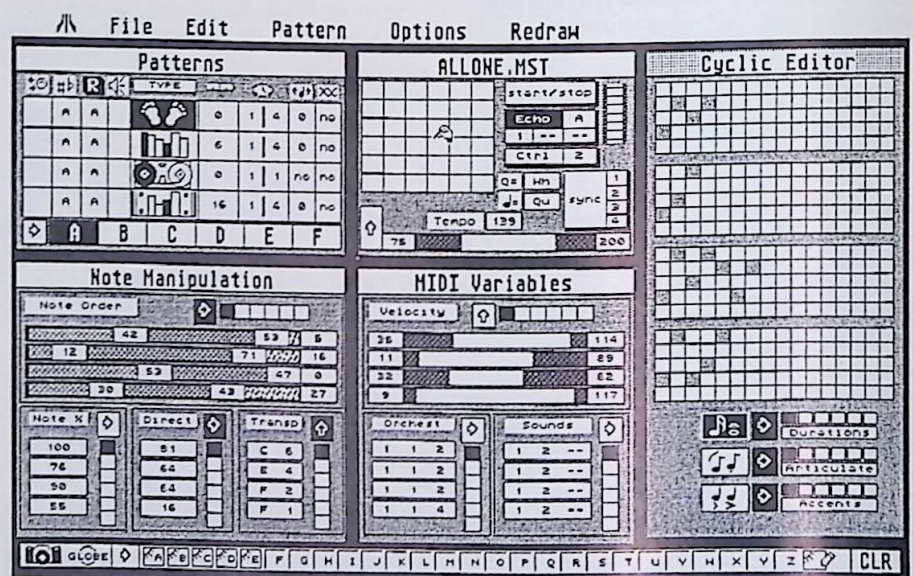 File Edit Pattern Options Redraw
Patterns
R TYPE
A A 0 1 4 0 no
A A 6 1 4 0 no
A A 0 1 1 no no
A A 16 1 4 0 no
A B C D E F
ALLONE.MST
start/stop
Echo A
1 -- --
Ctrl 2
Q= Wh
Qu
sync
1
2
3
4
Tempo 139
75 200
Cyclic Editor
Durations
Articulate
Accents
Note Manipulation
Note Order
42 53 5
12 71 16
53 47 0
30 43 27
Note %
100
76
90
55
Direct
51
64
64
16
Transp
C 6
E 4
F 2
F 1
MIDI Variables
Velocity
114
11 89
32 82
9 117
Orchest
1 1 2
1 1 2
1 1 2
1 1 4
Sounds
1 2 --
1 2 --
1 2 --
1 2 --
GLOBE A B C D E F G H I J K L M N O P Q R S T U V W X Y Z CLR